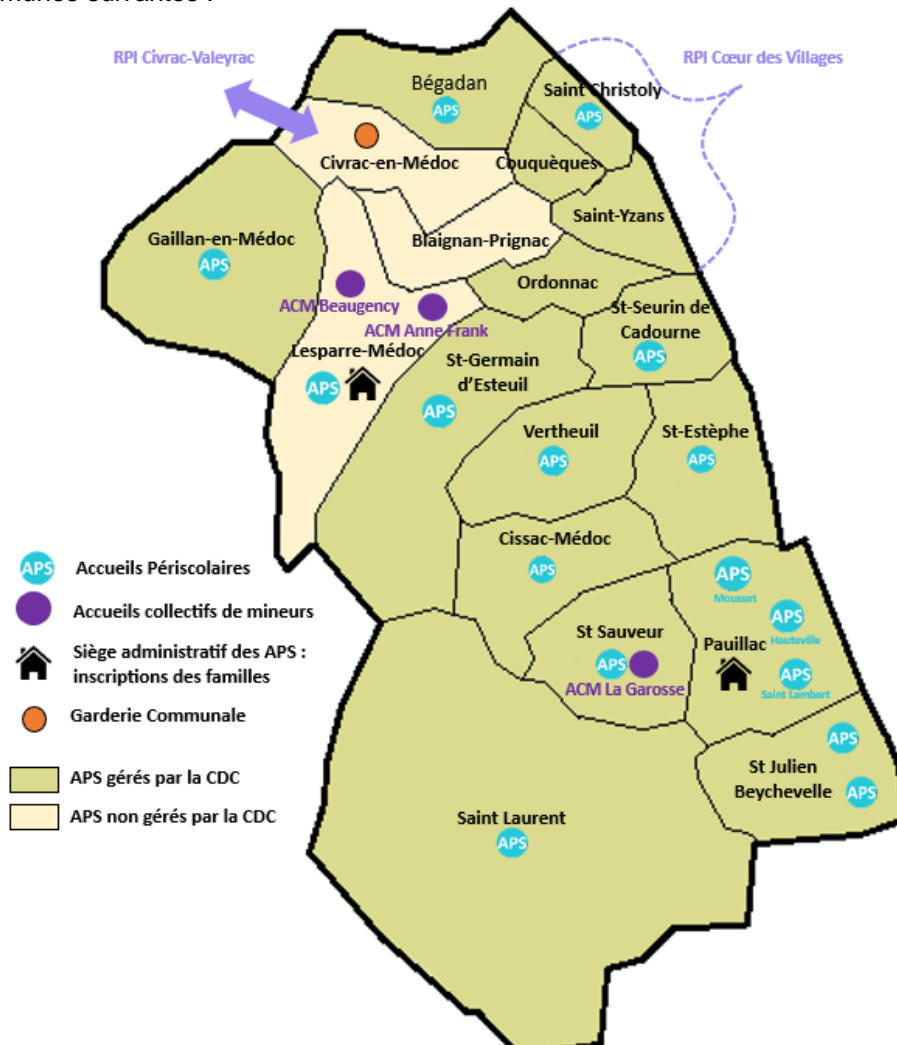 munes suivantes :
RPI Civrac-Valeyrac
RPI Cœur des Villages
Bégadan
APS
Saint Christoly
APS
Civrac-en-Médoc
Couquèques
Saint-Yzans
Gaillan-en-Médoc
APS
Blaignan-Prignac
Ordonnac
ACM Beaugency
ACM Anne Frank
St-Seurin de
Cadourne
APS
Lesparre-Médoc
APS
St-Germain
d'Esteuil
APS
Vertheuil
APS
St-Estèphe
APS
Cissac-Médoc
APS
APS
Mousset
APS
Hauteville
Pauillac
APS
Saint Lambert
St Sauveur
APS
ACM La Garosse
APS
St Julien
Beychevelle
APS
Saint Laurent
APS
APS Accueils Périscolaires
Accueils collectifs de mineurs
Siège administratif des APS :
inscriptions des familles
Garderie Communale
APS gérés par la CDC
APS non gérés par la CDC